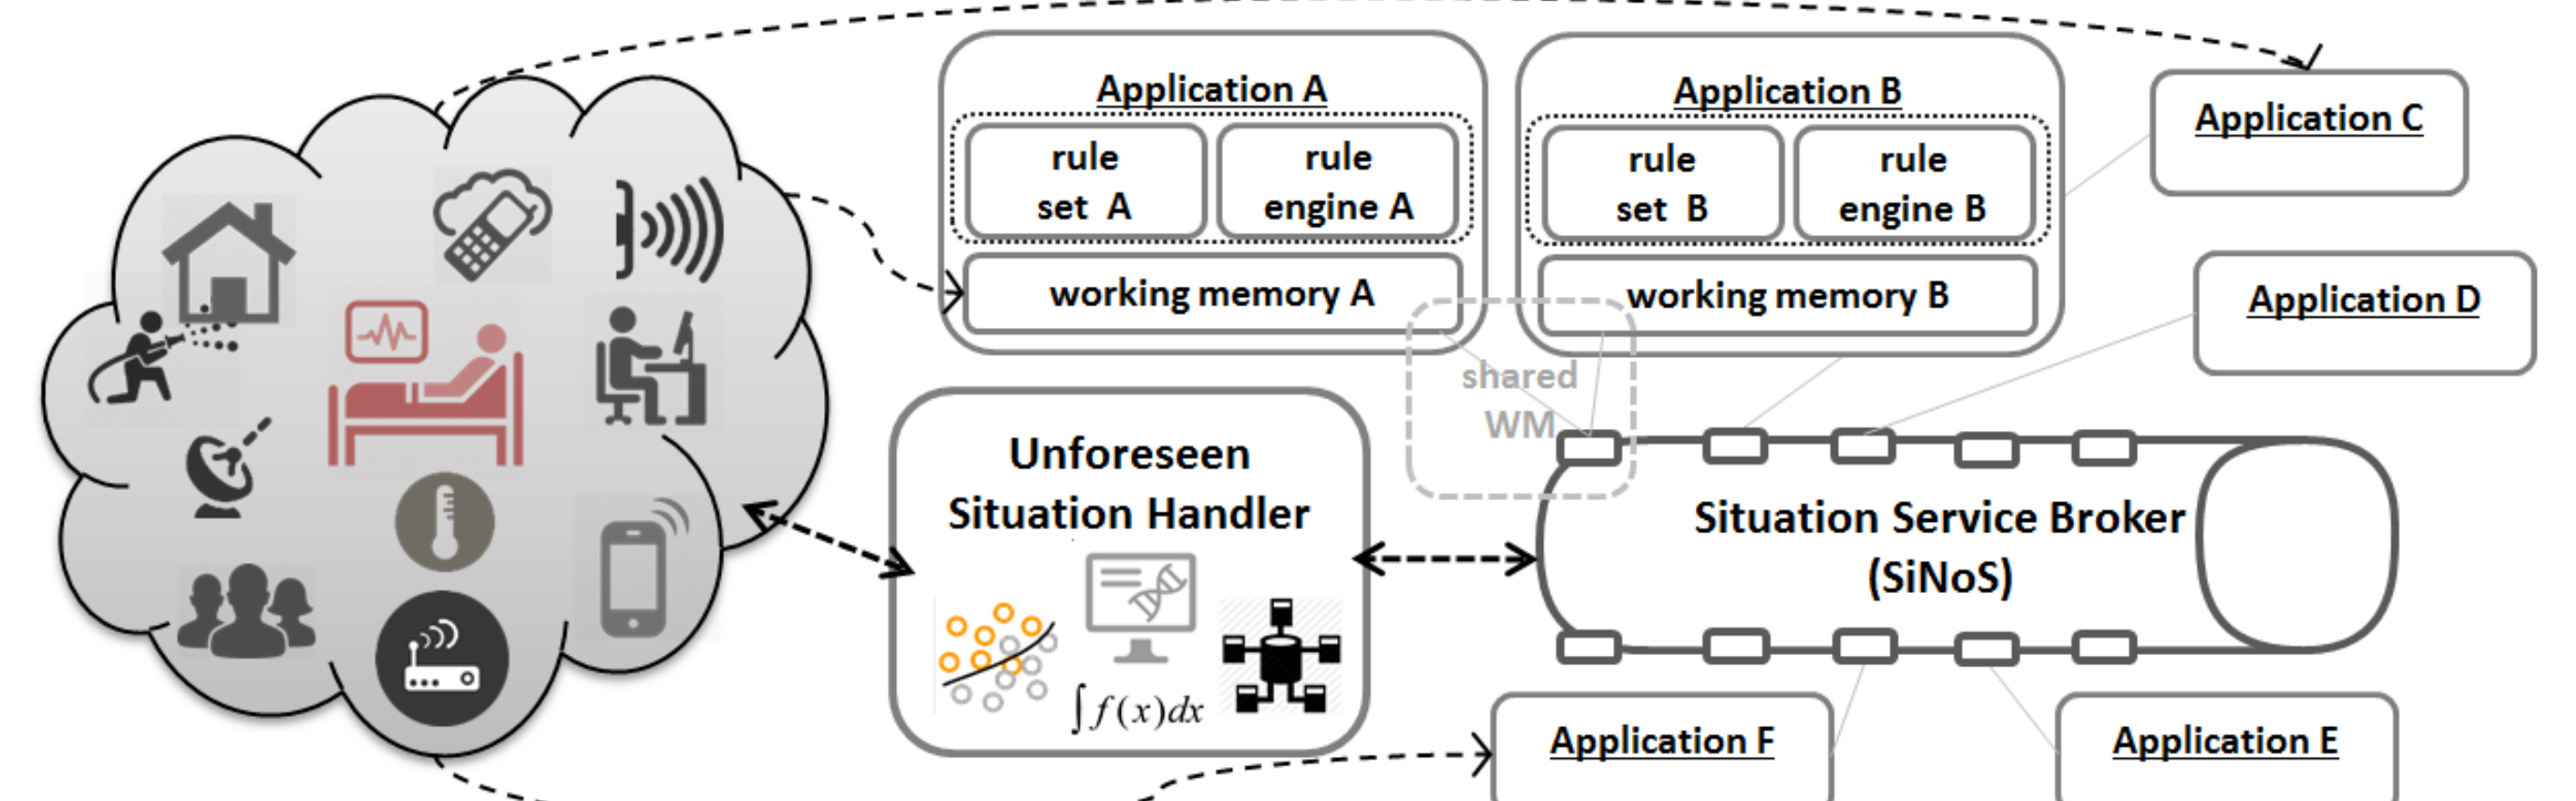 Application A
rule
set A
rule
engine A
working memory A
Application B
rule
set B
rule
engine B
working memory B
Application C
Application D
shared
WM
Unforeseen
Situation Handler
∫ f(x)dx
Situation Service Broker
(SiNoS)
Application F
Application E